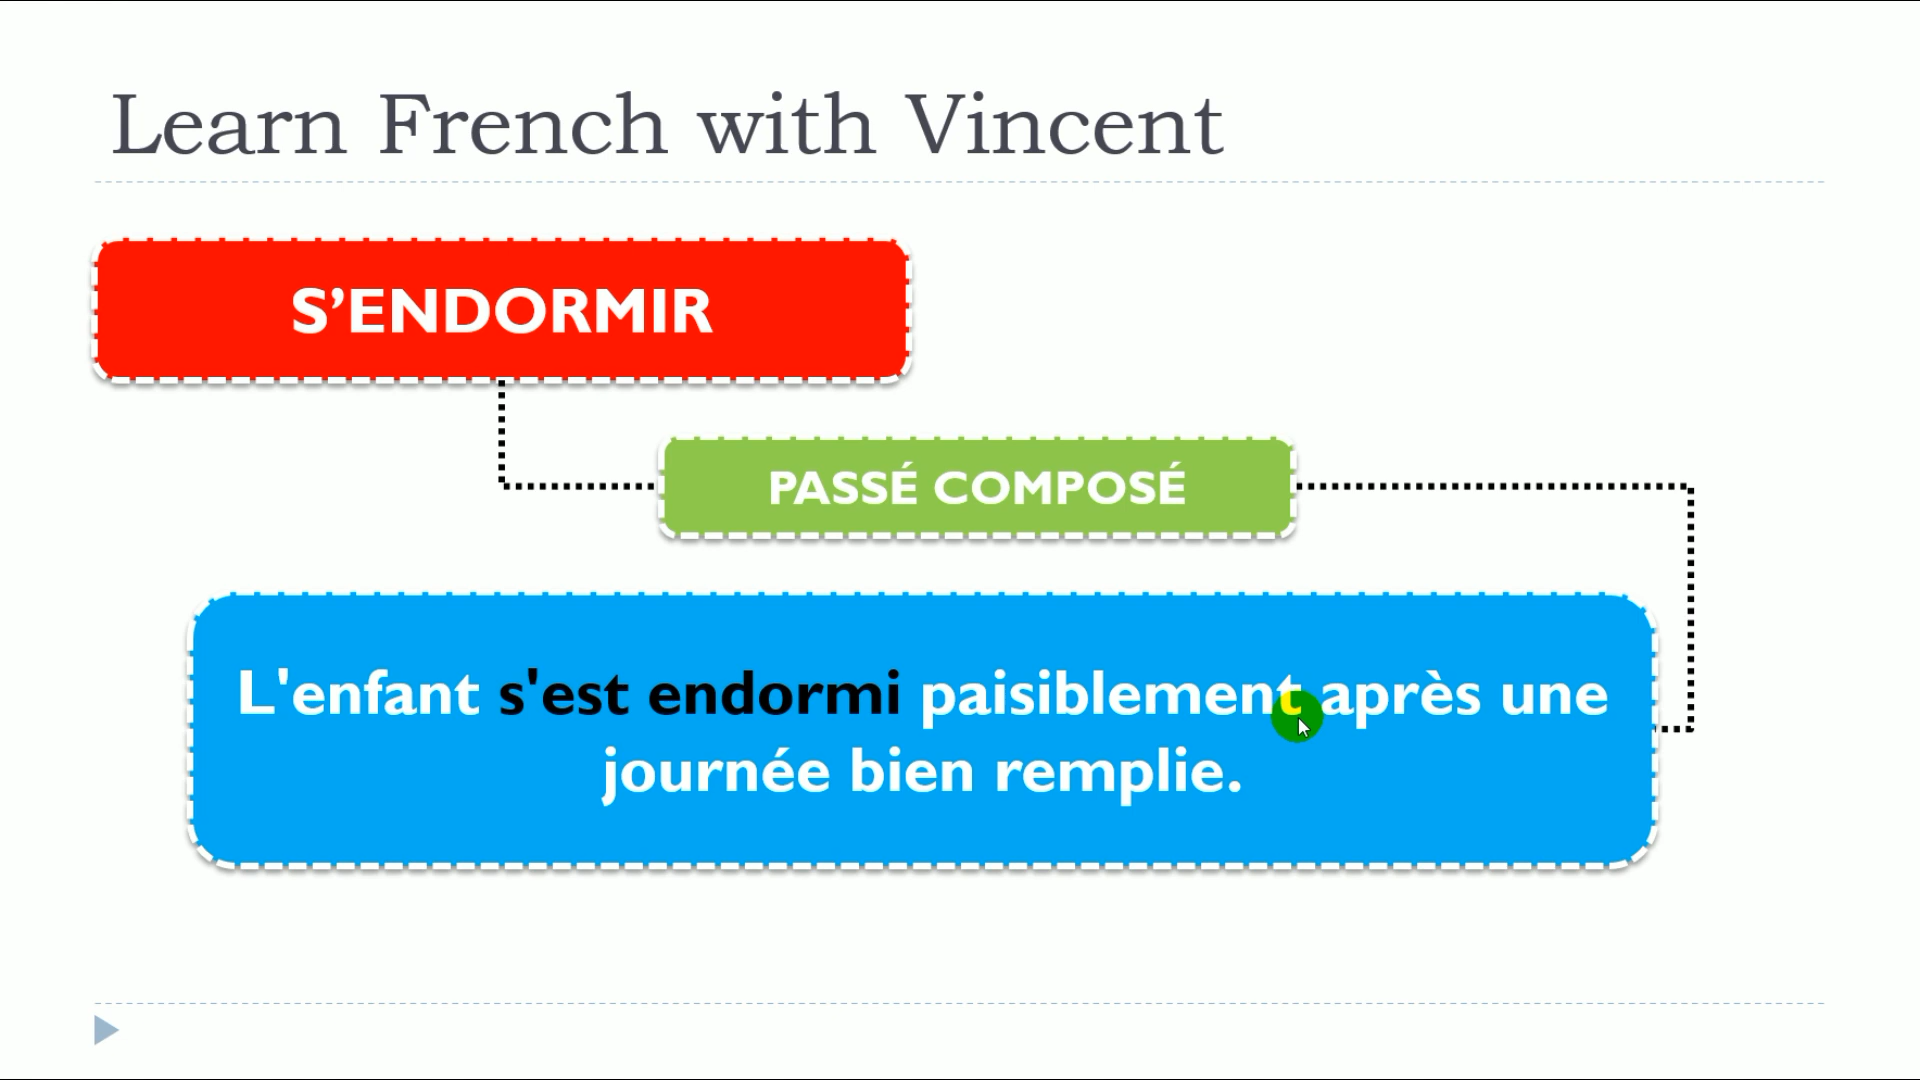 Learn French with Vincent
S’ENDORMIR
PASSÉ COMPOSÉ
L'enfant s'est endormi paisiblement après une
journée bien remplie.